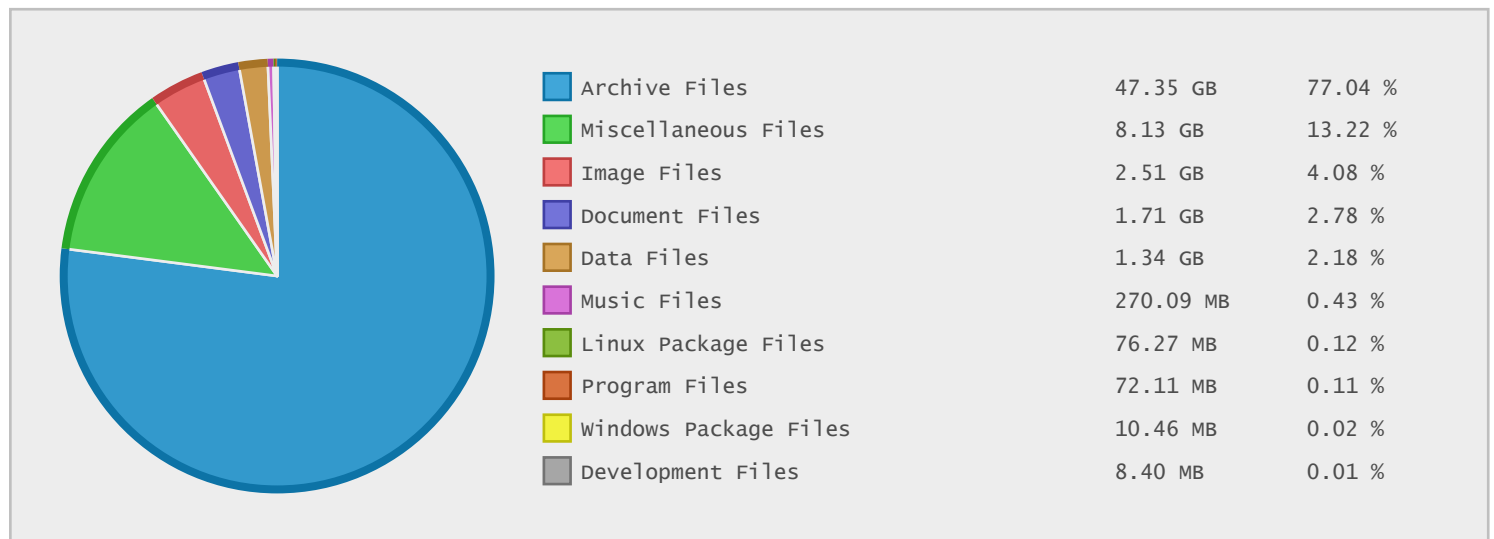 Archive Files 47.35 GB 77.04 %
Miscellaneous Files 8.13 GB 13.22 %
Image Files 2.51 GB 4.08 %
Document Files 1.71 GB 2.78 %
Data Files 1.34 GB 2.18 %
Music Files 270.09 MB 0.43 %
Linux Package Files 76.27 MB 0.12 %
Program Files 72.11 MB 0.11 %
Windows Package Files 10.46 MB 0.02 %
Development Files 8.40 MB 0.01 %